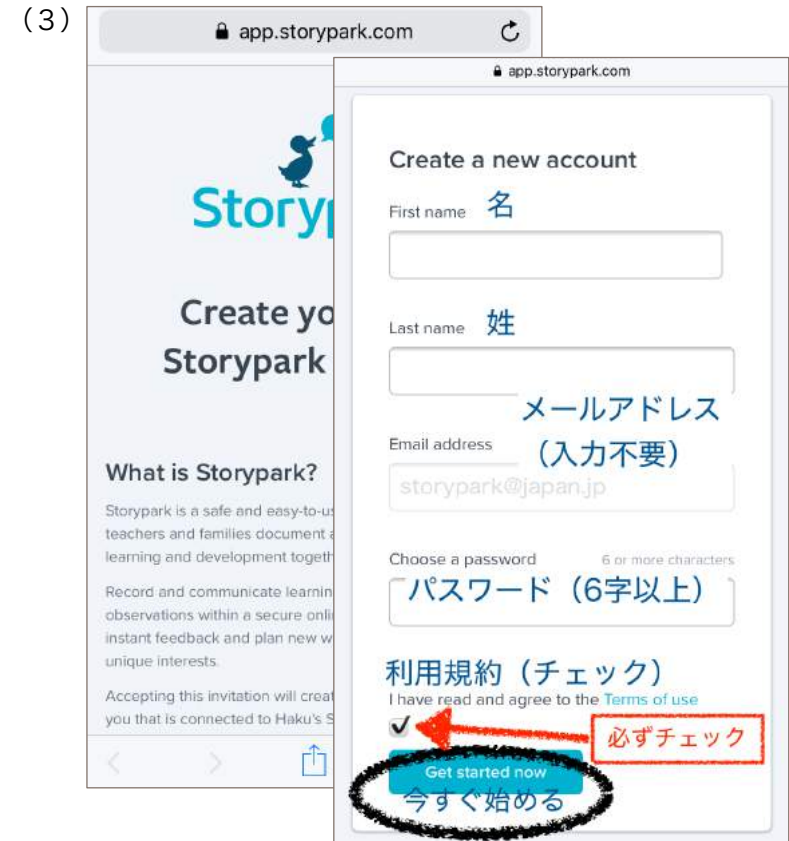 (3)
app.storypark.com
Story
Create yo
Storypark
What is Storypark?
Storypark is a safe and easy-to-us
teachers and families document a
learning and development togeth
Record and communicate learnin
observations within a secure onli
instant feedback and plan new w
unique interests.
Accepting this invitation will creat
you that is connected to Haku's S
app.storypark.com
Create a new account
First name 名
Last name 姓
メールアドレス
Email address (入力不要)
storypark@japan.jp
Choose a password 6 or more characters
パスワード (6字以上)
利用規約 (チェック)
I have read and agree to the Terms of use
必ずチェック
Get started now
今すぐ始める